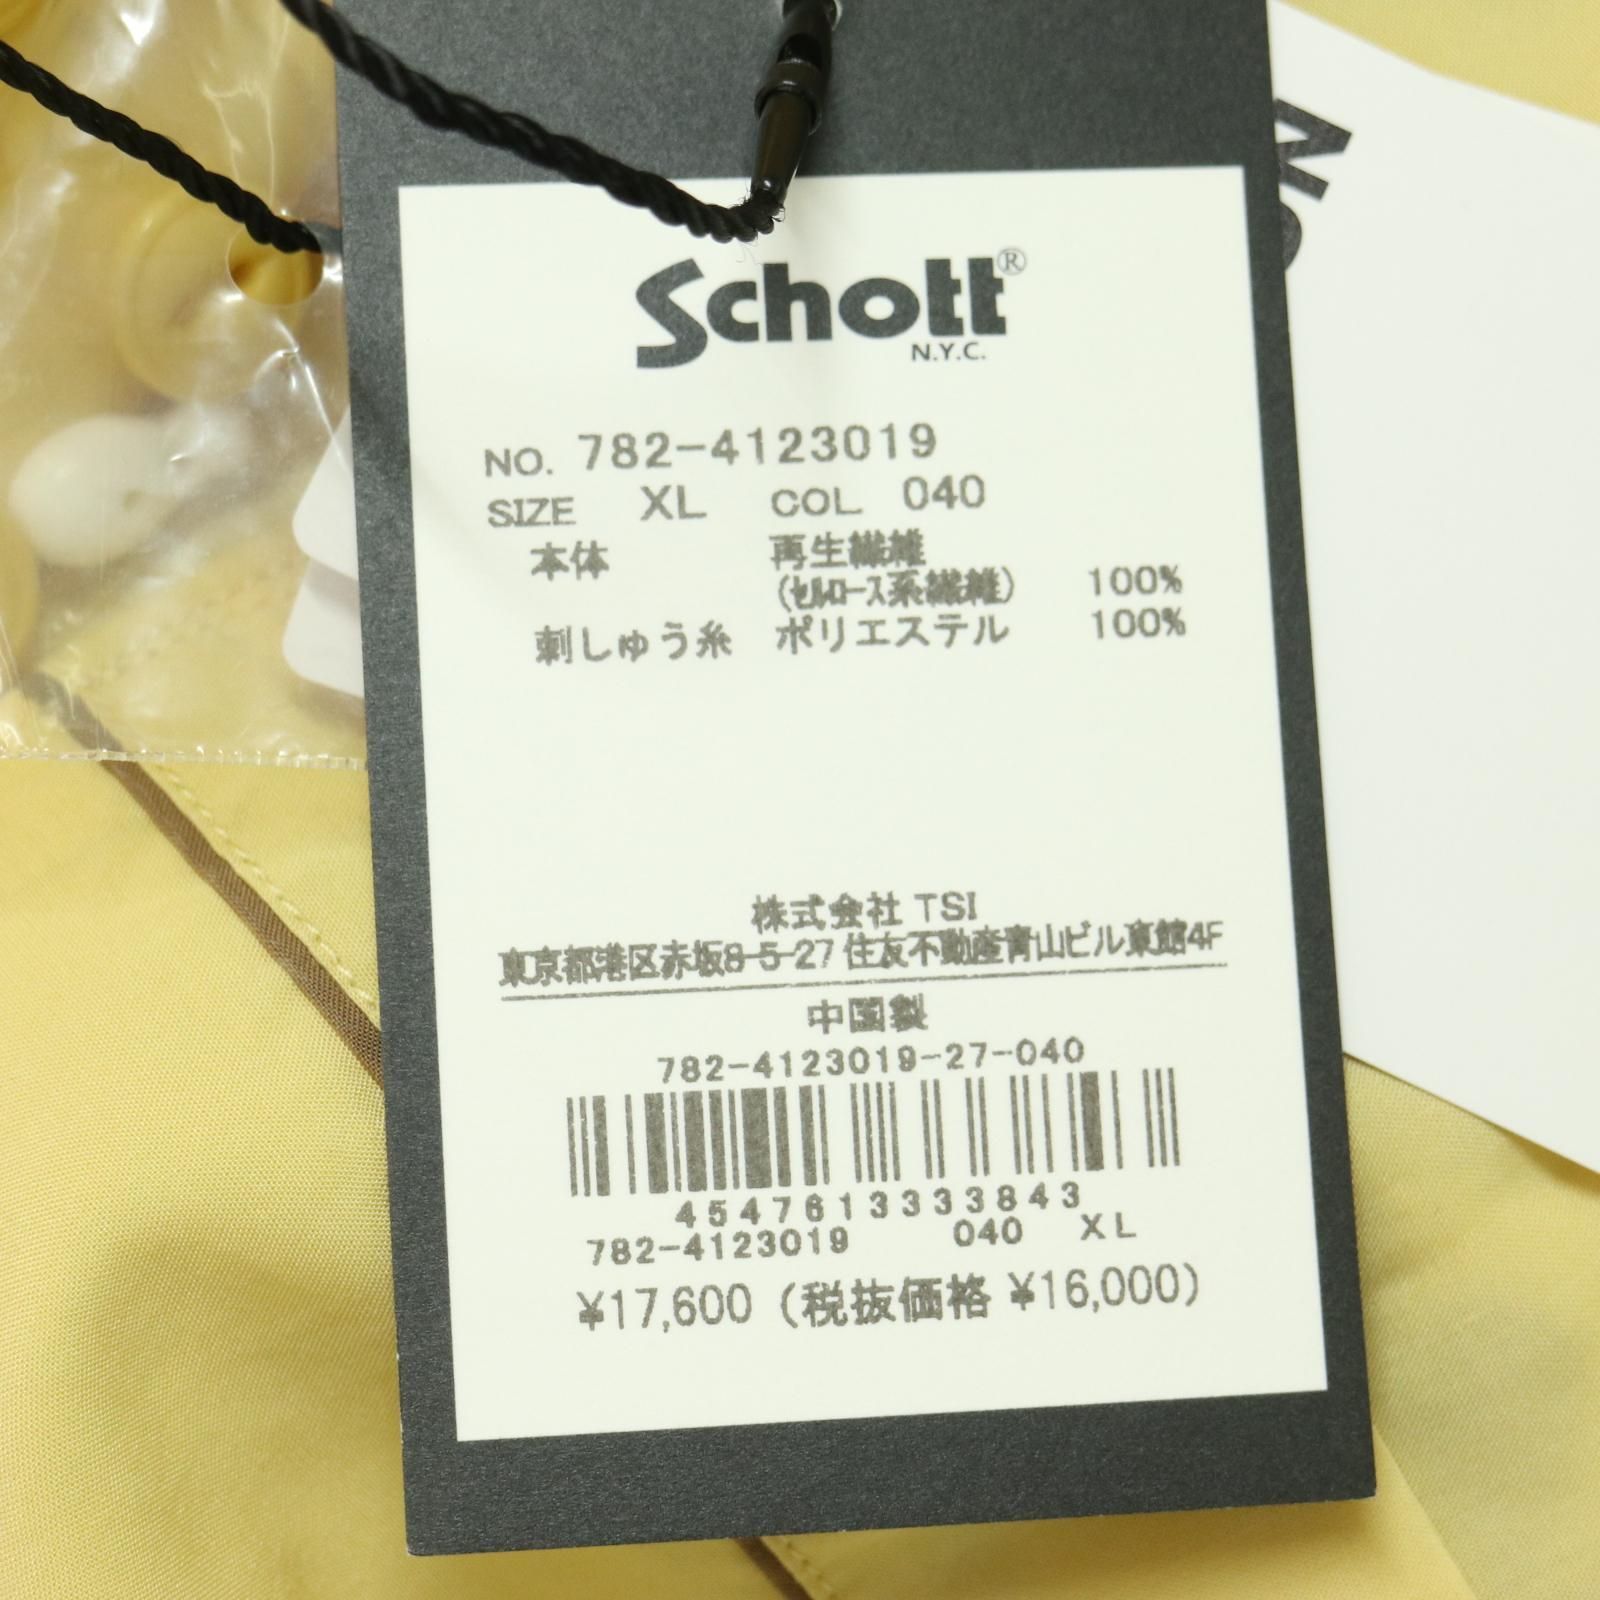 Schott®
N.Y.C.
NO. 782-4123019
SIZE XL COL 040
本体 再生繊維
(セルロース系繊維) 100%
刺しゅう糸 ポリエステル 100%
株式会社 TSI
東京都港区赤坂8-5-27 住友不動産青山ビル東館4F
中国製
782-4123019-27-040
4547613333843
782-4123019 040 XL
¥17,600 (税抜価格 ¥16,000)